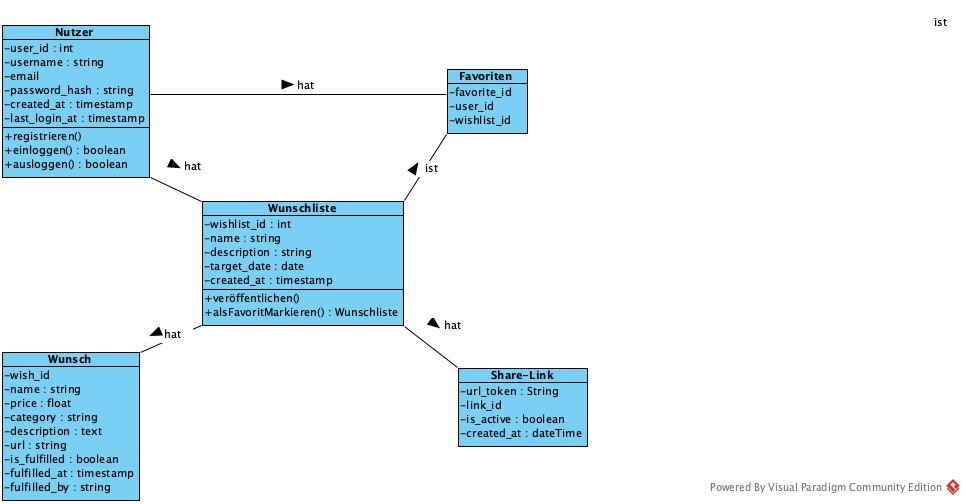 ist
Nutzer
-user_id : int
-username : string
-email
-password_hash : string
-created_at : timestamp
-last_login_at : timestamp
+registrieren()
+einloggen() : boolean
+ausloggen() : boolean
hat
Favoriten
-favorite_id
-user_id
-wishlist_id
hat
ist
Wunschliste
-wishlist_id : int
-name : string
-description : string
-target_date : date
-created_at : timestamp
+veröffentlichen()
+alsFavoritMarkieren() : Wunschliste
hat
hat
Wunsch
-wish_id
-name : string
-price : float
-category : string
-description : text
-url : string
-is_fulfilled : boolean
-fulfilled_at : timestamp
-fulfilled_by : string
Share-Link
-url_token : String
-link_id
-is_active : boolean
-created_at : dateTime
Powered By Visual Paradigm Community Edition